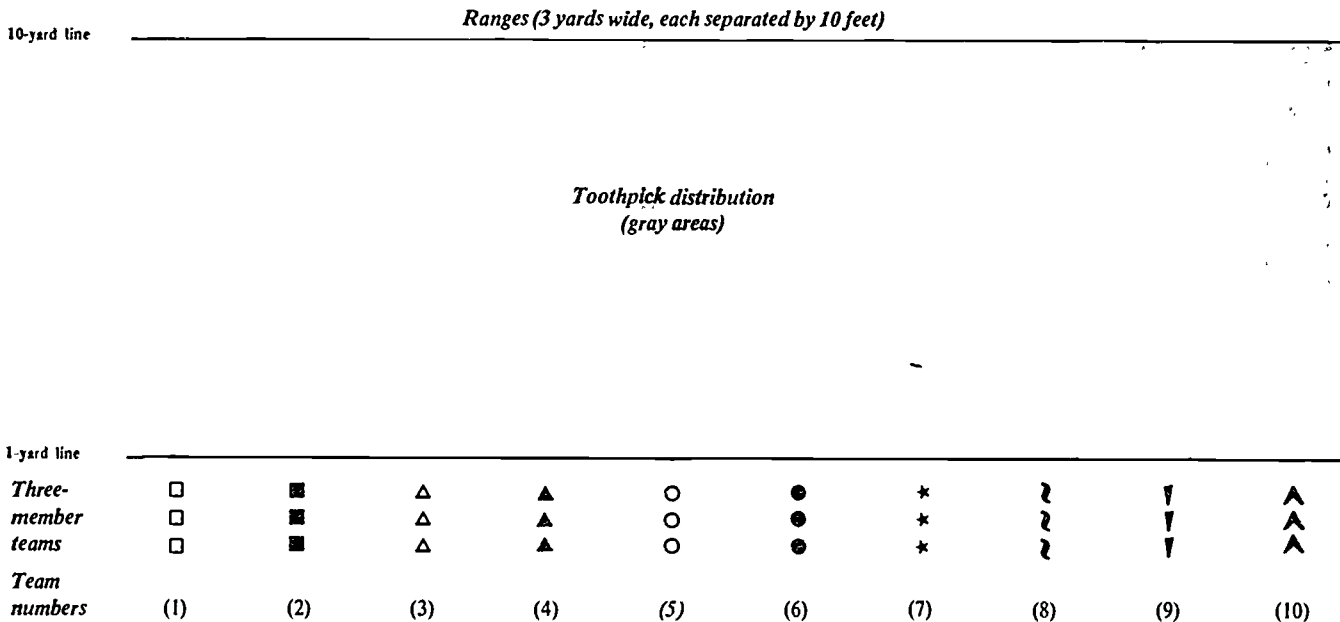 Ranges (3 yards wide, each separated by 10 feet)
10-yard line
Toothpick distribution
(gray areas)
1-yard line
Three-
member
teams
Team
numbers (1) (2) (3) (4) (5) (6) (7) (8) (9) (10)